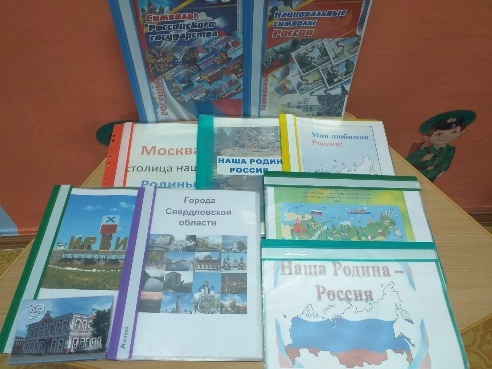 Символы
Российского
государства
Национальные
символы
России
Москва
столица наш
Родины
НАША РОДИН
РОССИЯ
Моя любимая
Россия!
Города
Свердловской
области
Наша Родина –
Россия